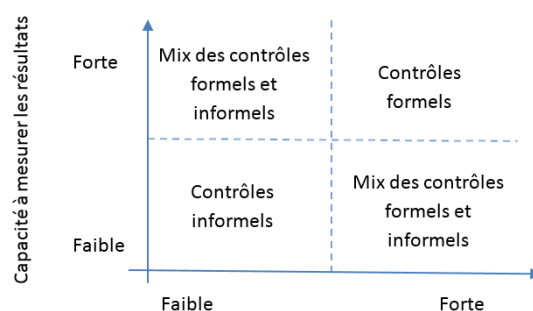 Capacité à mesurer les résultats
Forte
Mix des contrôles
formels et
informels
Contrôles
formels
Faible
Contrôles
informels
Mix des contrôles
formels et
informels
Faible
Forte